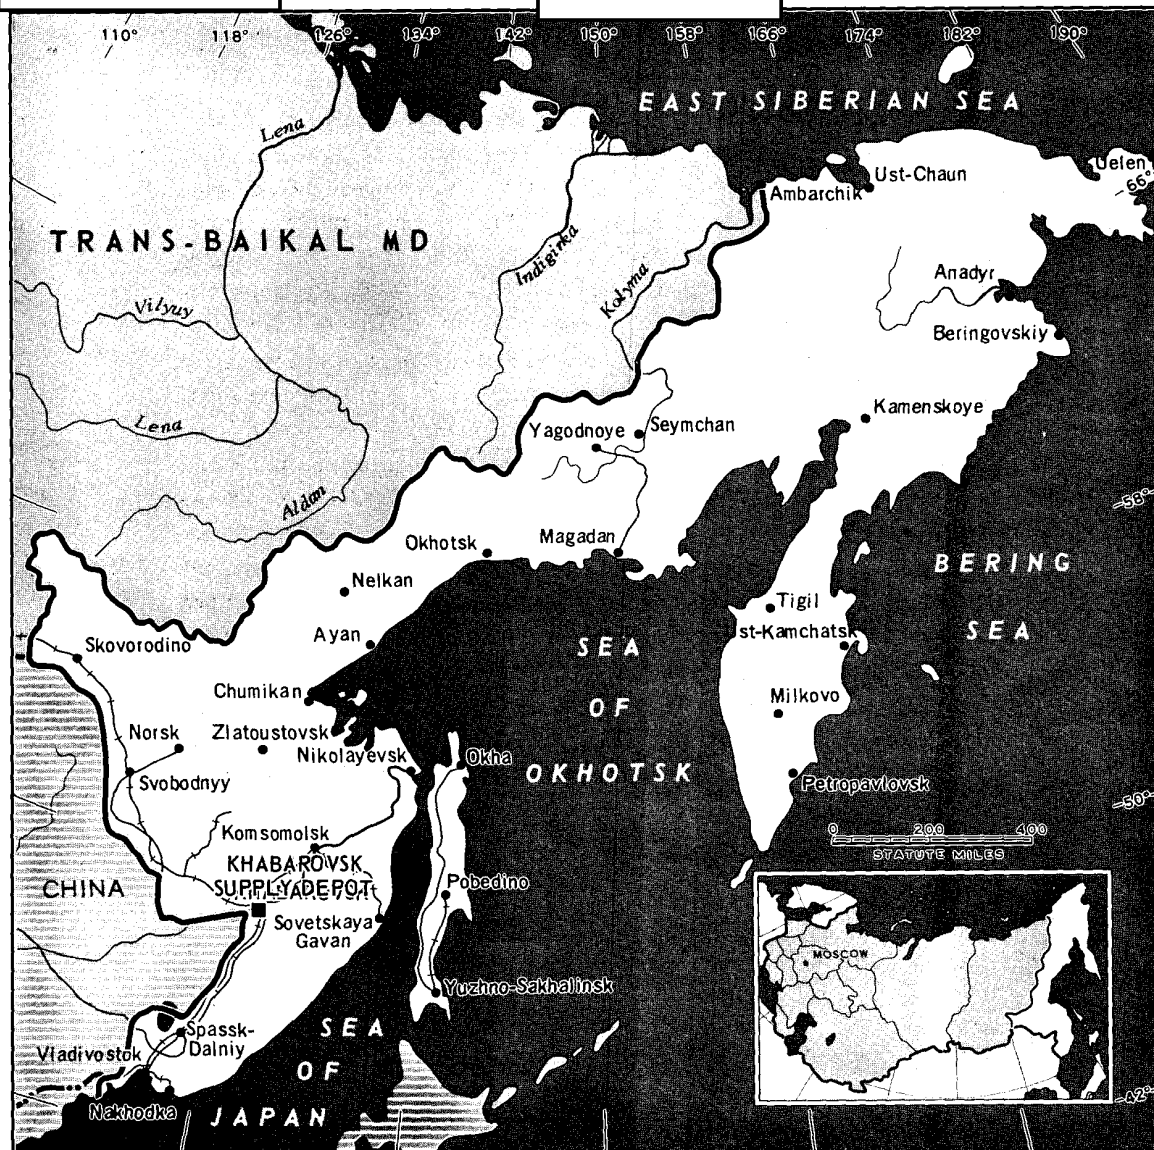 110° 118° 126° 134° 142° 150° 158° 166° 174° 182° 190°
EAST SIBERIAN SEA
Lena
Uelen
66°
Ust-Chaun
Ambarchik
TRANS-BAIKAL MD
Indigirka
Kolyma
Anadyr
Vilyuy
Beringovskiy
Lena
Kamenskoye
Seymchan
Yagodnoye
Aldan
58°
Okhotsk
Magadan
BERING
SEA
Nelkan
Tigil
Ayan
st-Kamchatsk
Skovorodino
SEA
OF
OKHOTSK
Chumikan
Milkovo
Norsk
Zlatoustovsk
Nikolayevsk
Okha
Svobodnyy
Petropavlovsk
50°
Komsomolsk
0 200 400
STATUTE MILES
KHABAROVSK
SUPPLY DEPOT
CHINA
Pobedino
Sovetskaya
Gavan
MOSCOW
Yuzhno-Sakhalinsk
SEA
OF
JAPAN
Spassk-
Dalniy
Vladivostok
Nakhodka
42°